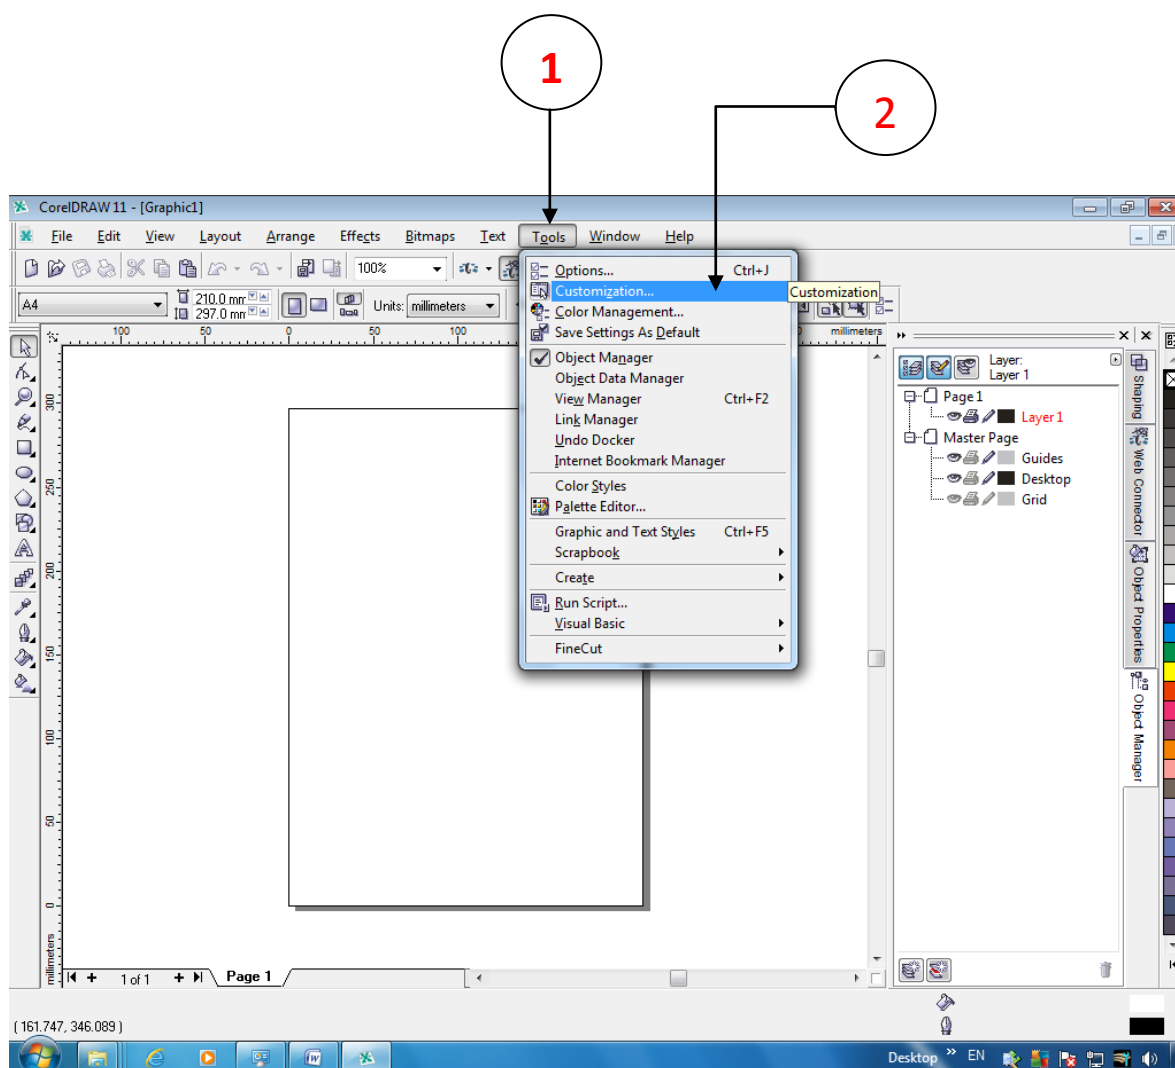 1
2
CorelDRAW 11 - [Graphic1]
File Edit View Layout Arrange Effects Bitmaps Text Tools Window Help
100%
A4
210.0 mm
297.0 mm
Units: millimeters
Options... Ctrl+J
Customization...
Customization
Color Management...
Save Settings As Default
Object Manager
Object Data Manager
View Manager Ctrl+F2
Link Manager
Undo Docker
Internet Bookmark Manager
Color Styles
Palette Editor...
Graphic and Text Styles Ctrl+F5
Scrapbook
Create
Run Script...
Visual Basic
FineCut
100 50 0 50 100
millimeters
300
250
200
150
100
50
0
millimeters
Layer:
Layer 1
Page 1
Layer 1
Master Page
Guides
Desktop
Grid
Shaping
Web Connector
Object Properties
Object Manager
1 of 1
Page 1
( 161.747, 346.089 )
Desktop » EN